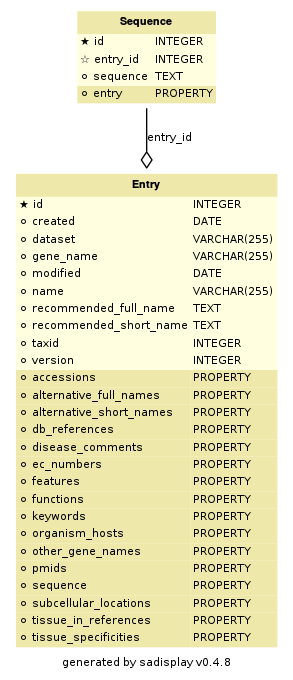 Sequence
★ id INTEGER
☆ entry_id INTEGER
⚬ sequence TEXT
⚬ entry PROPERTY
entry_id
Entry
★ id INTEGER
⚬ created DATE
⚬ dataset VARCHAR(255)
⚬ gene_name VARCHAR(255)
⚬ modified DATE
⚬ name VARCHAR(255)
⚬ recommended_full_name TEXT
⚬ recommended_short_name TEXT
⚬ taxid INTEGER
⚬ version INTEGER
⚬ accessions PROPERTY
⚬ alternative_full_names PROPERTY
⚬ alternative_short_names PROPERTY
⚬ db_references PROPERTY
⚬ disease_comments PROPERTY
⚬ ec_numbers PROPERTY
⚬ features PROPERTY
⚬ functions PROPERTY
⚬ keywords PROPERTY
⚬ organism_hosts PROPERTY
⚬ other_gene_names PROPERTY
⚬ pmids PROPERTY
⚬ sequence PROPERTY
⚬ subcellular_locations PROPERTY
⚬ tissue_in_references PROPERTY
⚬ tissue_specificities PROPERTY
generated by sadisplay v0.4.8